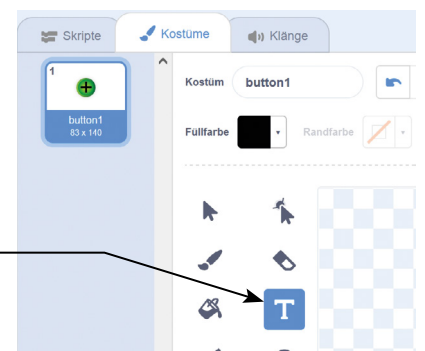 Skripte
Kostüme
Klänge
1
button1
83 x 140
Kostüm
button1
Füllfarbe
Randfarbe
T